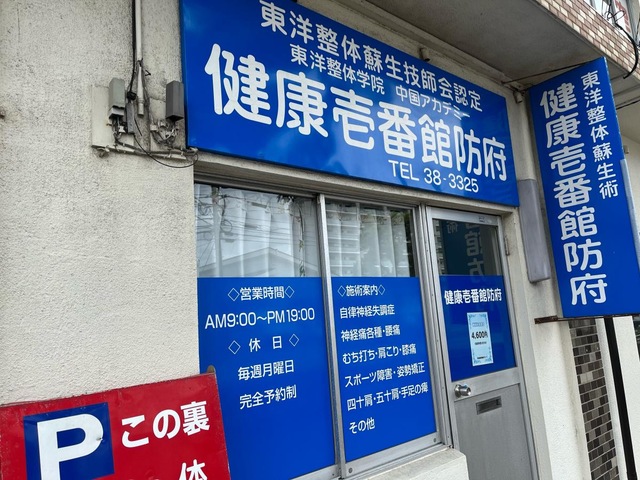 東洋整体蘇生技師会認定
東洋整体学院 中国アカデミー
健康壱番館防府
TEL 38-3325
東洋整体蘇生術
健康壱番館防府
◇営業時間◇
AM9:00〜PM19:00
◇休日◇
毎週月曜日
完全予約制
◇施術案内◇
自律神経失調症
神経痛各種・腰痛
むち打ち・肩こり・膝痛
スポーツ障害・姿勢矯正
四十肩・五十肩・手足の痺
その他
健康壱番館防府
4,600円
P
この裏